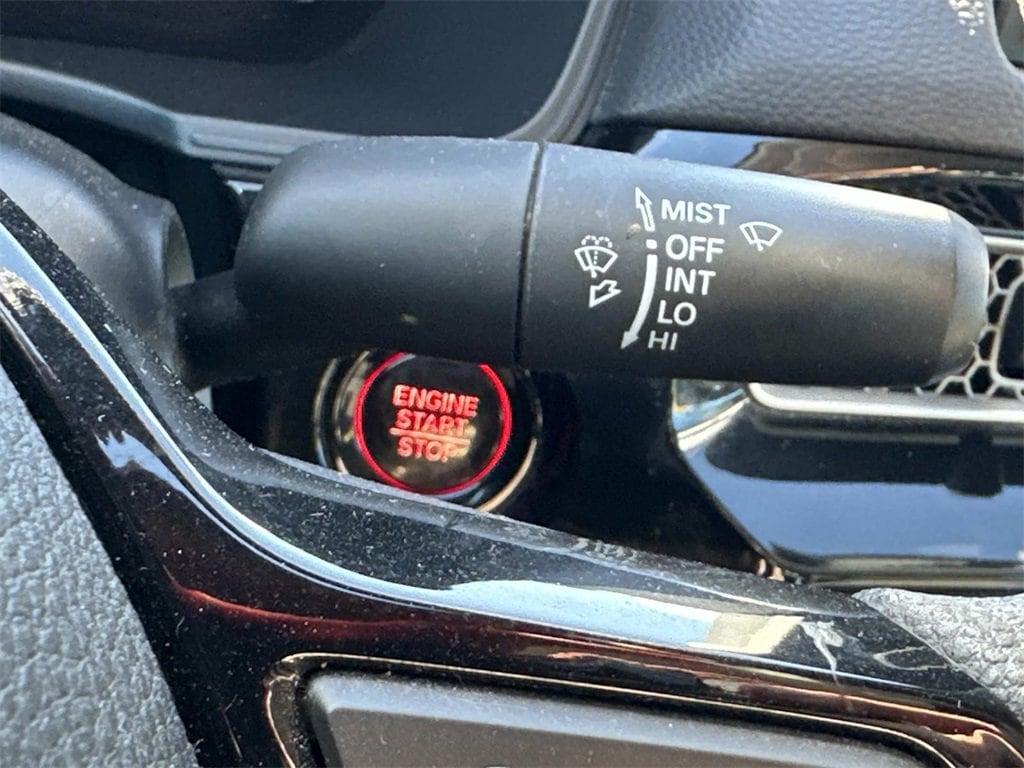 MIST
OFF
INT
LO
HI
ENGINE
START
STOP